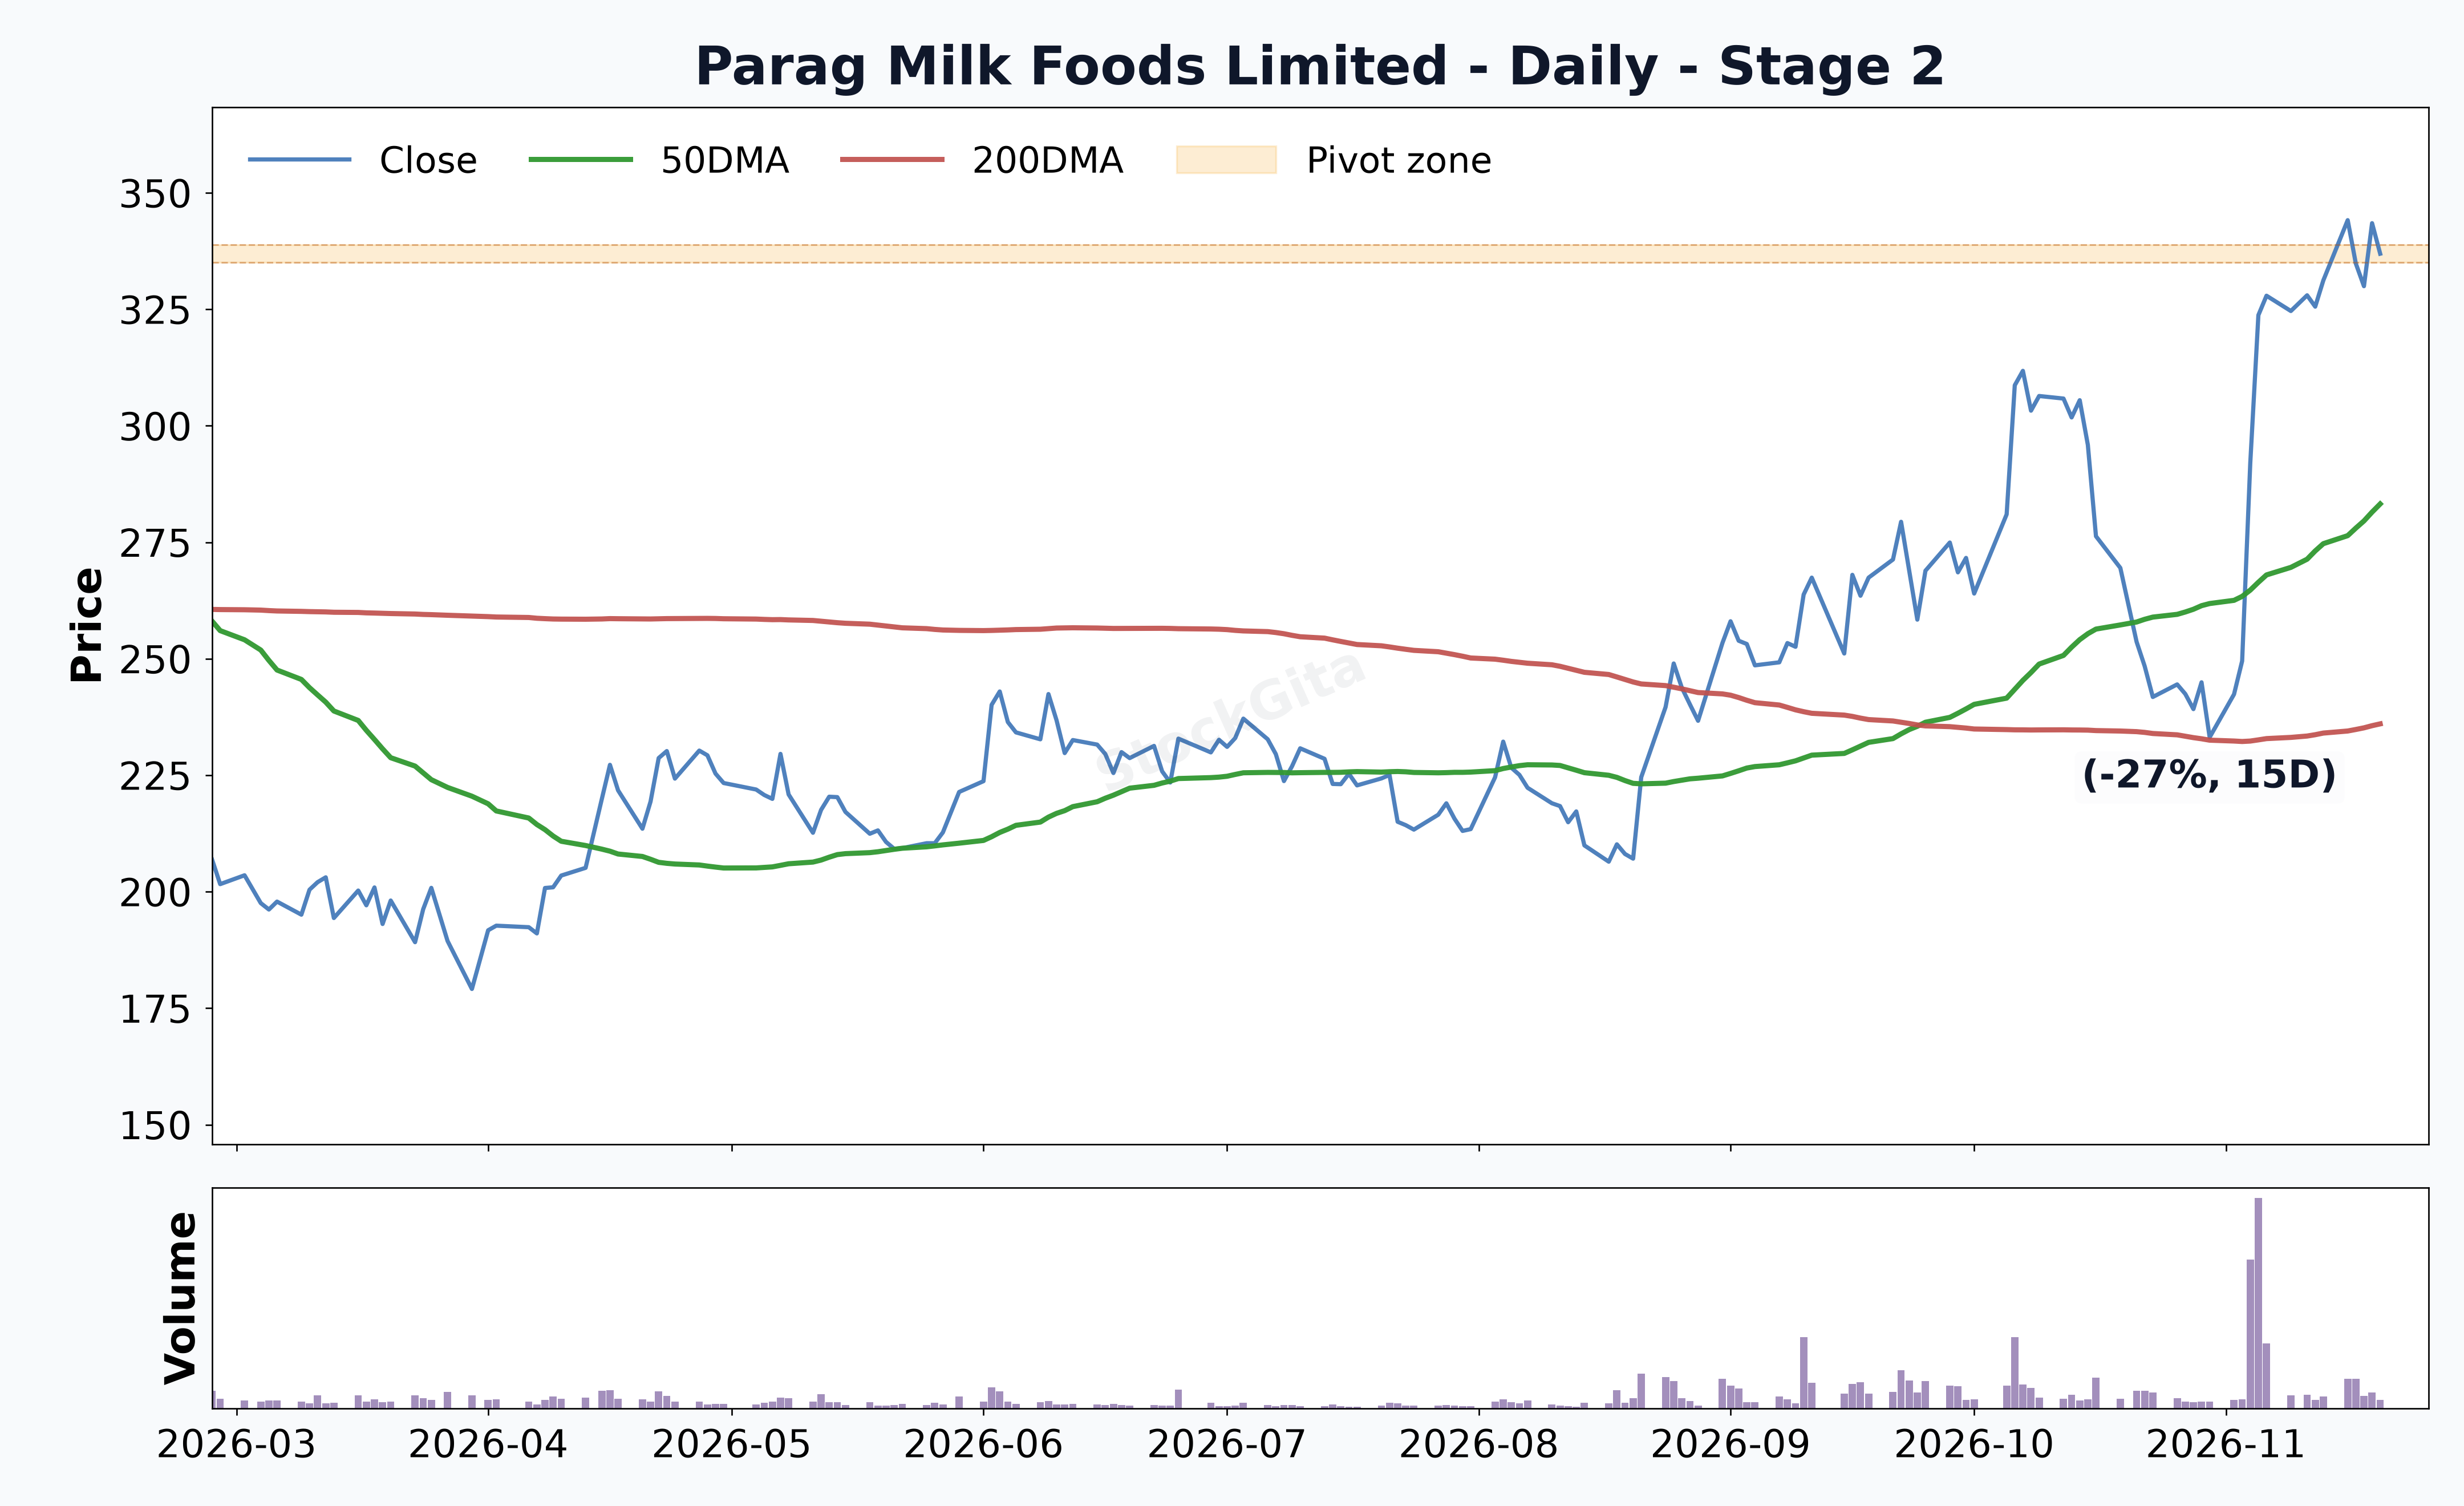 Parag Milk Foods Limited - Daily - Stage 2
Close
50DMA
200DMA
Pivot zone
350
325
300
275
250
225
200
175
150
Price
StockGita
(-27%, 15D)
Volume
2026-03
2026-04
2026-05
2026-06
2026-07
2026-08
2026-09
2026-10
2026-11